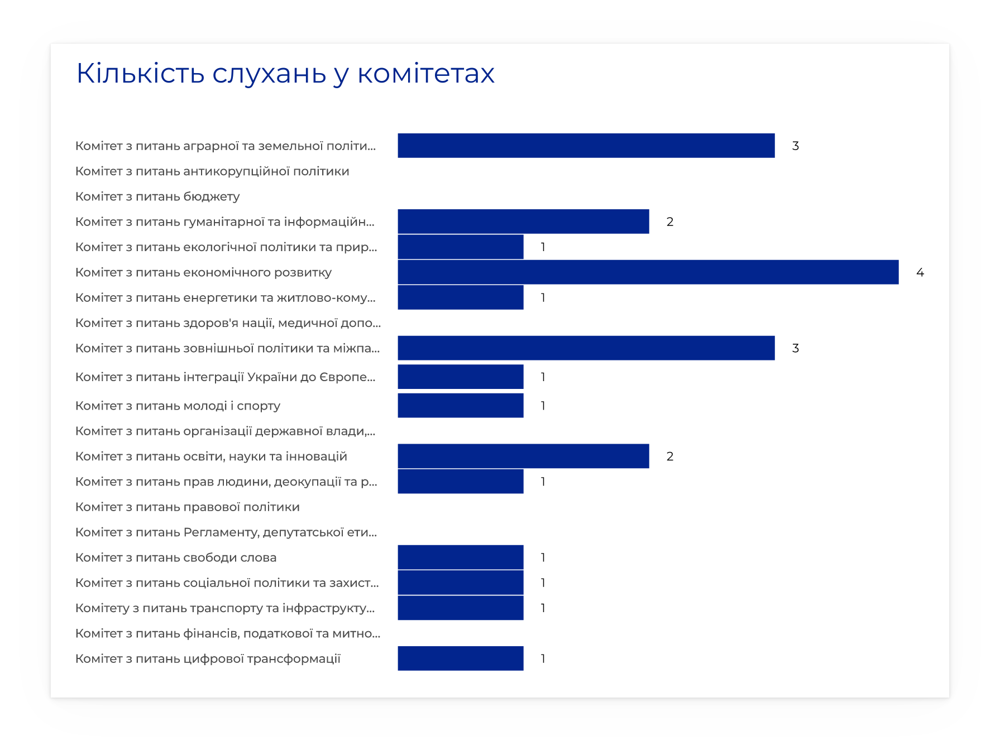 Кількість слухань у комітетах
Комітет з питань аграрної та земельної політи... 3
Комітет з питань антикорупційної політики
Комітет з питань бюджету
Комітет з питань гуманітарної та інформаційн... 2
Комітет з питань екологічної політики та прир... 1
Комітет з питань економічного розвитку 4
Комітет з питань енергетики та житлово-кому... 1
Комітет з питань здоров'я нації, медичної допо...
Комітет з питань зовнішньої політики та міжпа... 3
Комітет з питань інтеграції України до Європе... 1
Комітет з питань молоді і спорту 1
Комітет з питань організації державної влади,...
Комітет з питань освіти, науки та інновацій 2
Комітет з питань прав людини, деокупації та р... 1
Комітет з питань правової політики
Комітет з питань Регламенту, депутатської ети...
Комітет з питань свободи слова 1
Комітет з питань соціальної політики та захист... 1
Комітету з питань транспорту та інфраструкту... 1
Комітет з питань фінансів, податкової та митно...
Комітет з питань цифрової трансформації 1